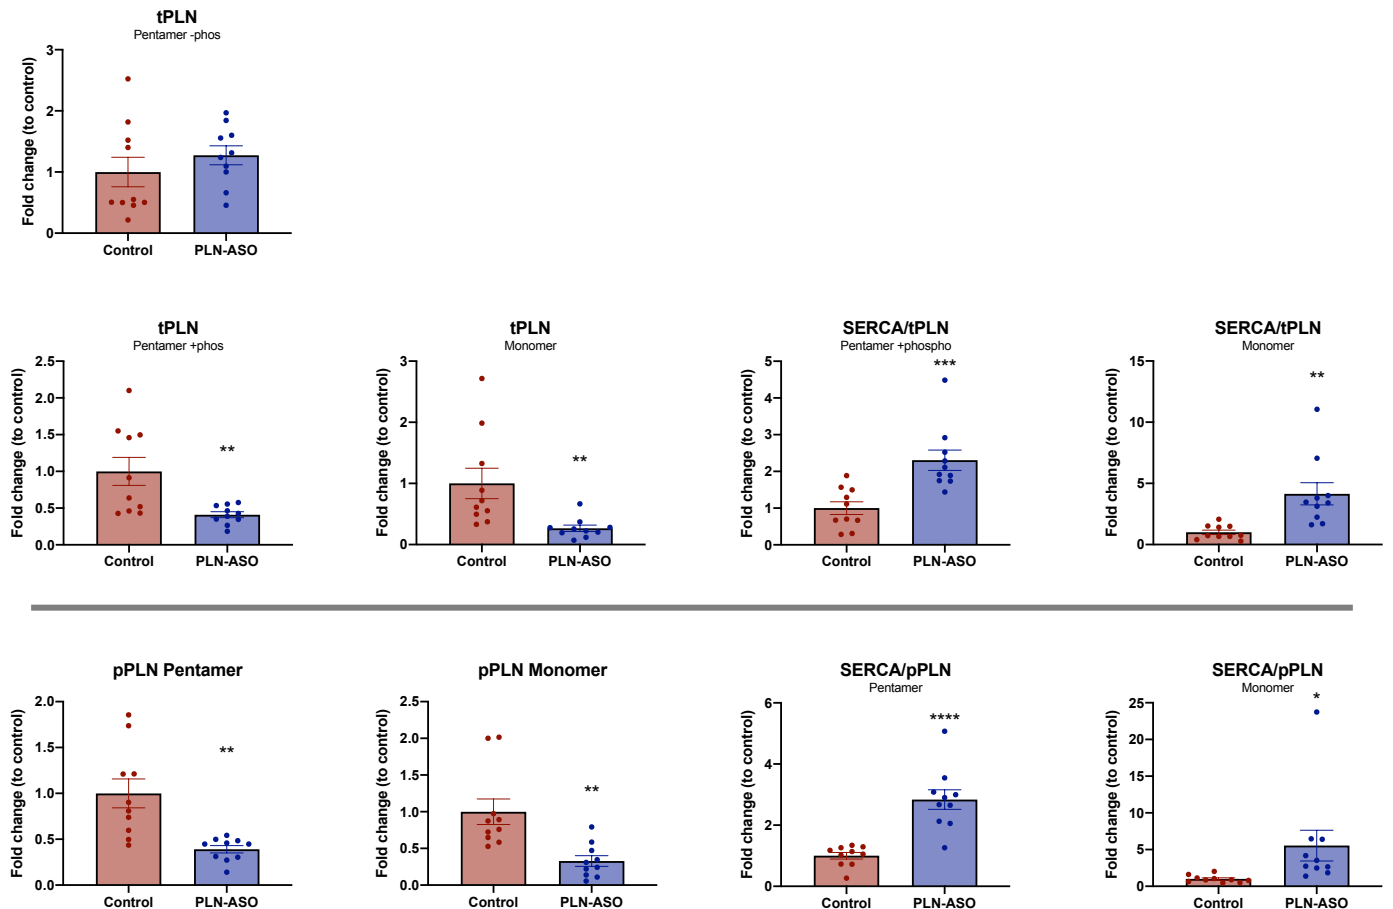 tPLN
Pentamer -phos
Fold change (to control)
3
2
1
0
Control PLN-ASO
tPLN
Pentamer +phos
Fold change (to control)
2.5
2.0
1.5
1.0
0.5
0.0
**
Control PLN-ASO
tPLN
Monomer
Fold change (to control)
3
2
1
0
**
Control PLN-ASO
SERCA/tPLN
Pentamer +phospho
Fold change (to control)
5
4
3
2
1
0
***
Control PLN-ASO
SERCA/tPLN
Monomer
Fold change (to control)
15
10
5
0
**
Control PLN-ASO
pPLN Pentamer
Fold change (to control)
2.0
1.5
1.0
0.5
0.0
**
Control PLN-ASO
pPLN Monomer
Fold change (to control)
2.5
2.0
1.5
1.0
0.5
0.0
**
Control PLN-ASO
SERCA/pPLN
Pentamer
Fold change (to control)
6
4
2
0
****
Control PLN-ASO
SERCA/pPLN
Monomer
Fold change (to control)
25
20
15
10
5
0
*
Control PLN-ASO